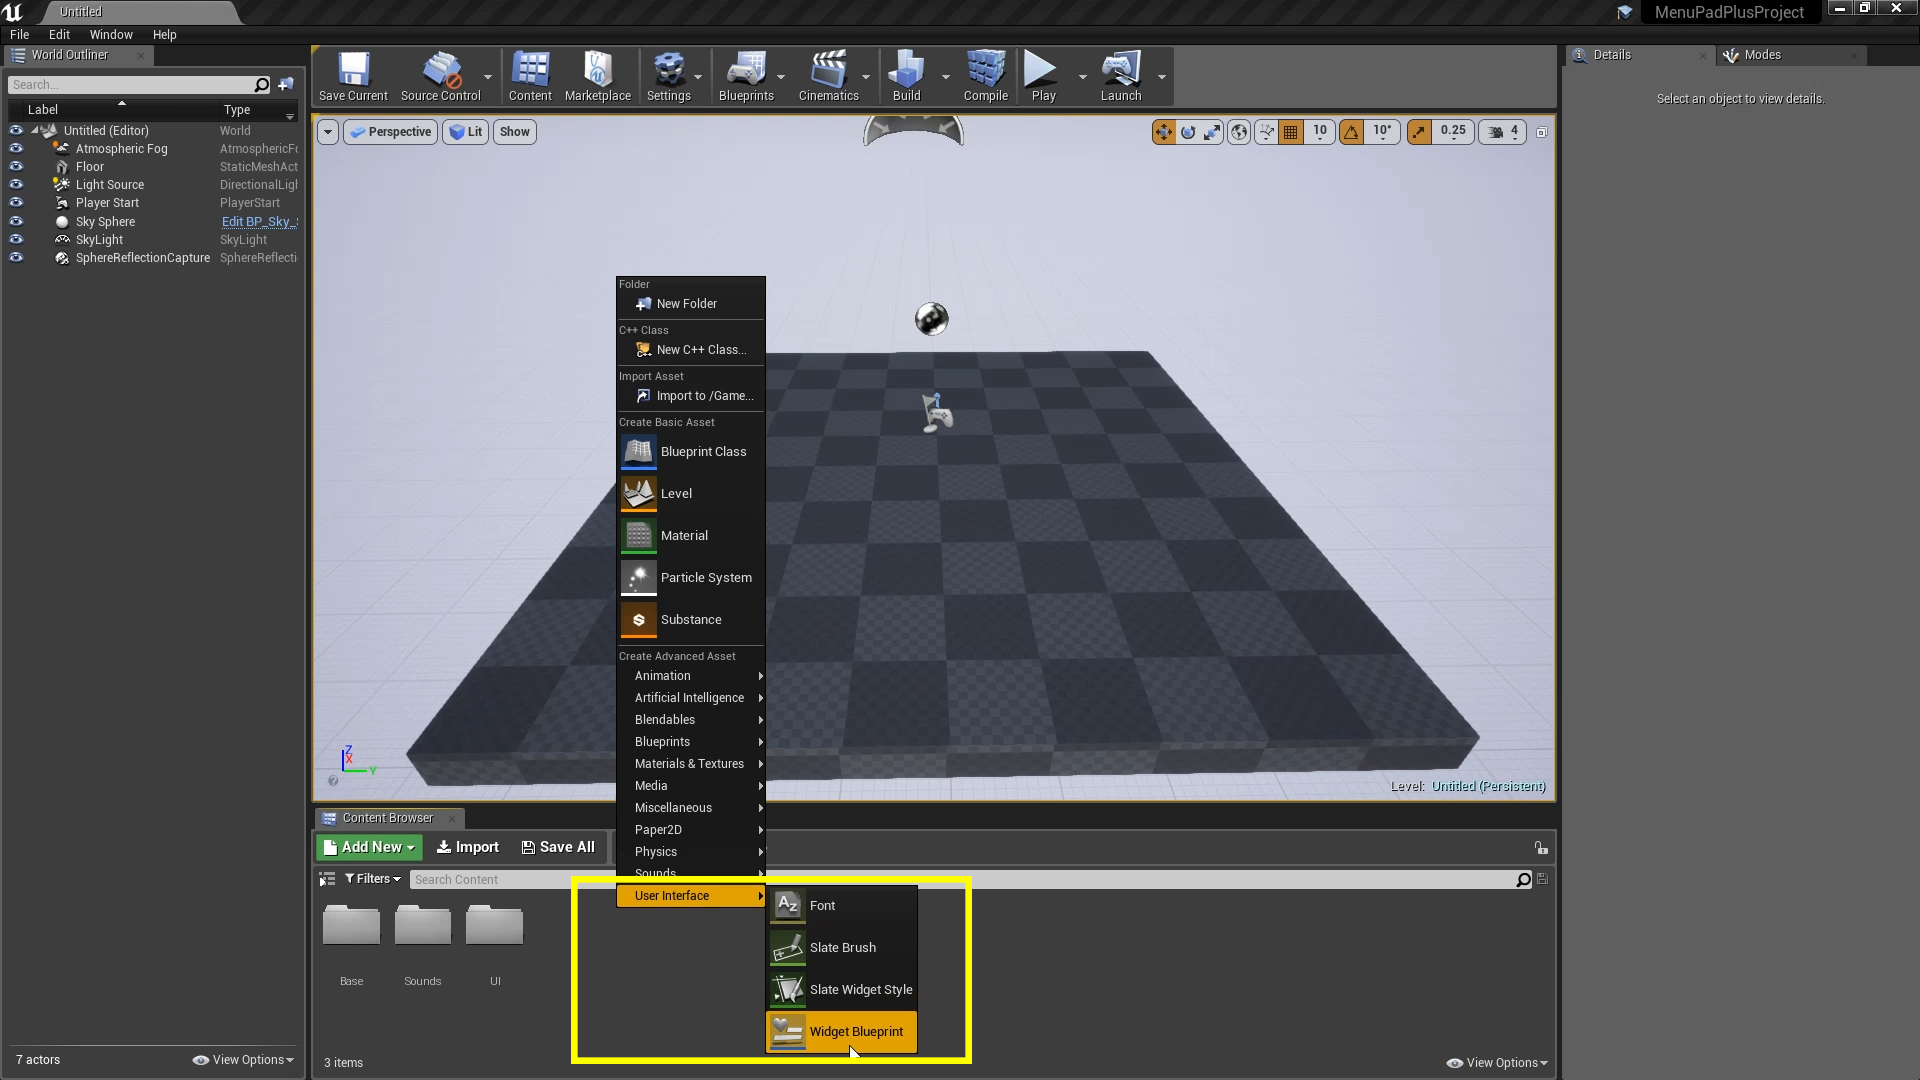 Untitled
MenuPadPlusProject
File Edit Window Help
World Outliner
Search...
Label Type
Untitled (Editor) World
Atmospheric Fog AtmosphericFo
Floor StaticMeshAct
Light Source DirectionalLigh
Player Start PlayerStart
Sky Sphere Edit BP_Sky_S
SkyLight SkyLight
SphereReflectionCapture SphereReflecti
7 actors View Options
Save Current Source Control Content Marketplace Settings Blueprints Cinematics Build Compile Play Launch
Perspective Lit Show
10 10° 0.25 4
Folder
New Folder
C++ Class
New C++ Class...
Import Asset
Import to /Game...
Create Basic Asset
Blueprint Class
Level
Material
Particle System
Substance
Create Advanced Asset
Animation
Artificial Intelligence
Blendables
Blueprints
Materials & Textures
Media
Miscellaneous
Paper2D
Physics
Sounds
User Interface
Font
Slate Brush
Slate Widget Style
Widget Blueprint
Z
X
Y
Level: Untitled (Persistent)
Content Browser
Add New Import Save All
Filters Search Content
Base Sounds UI
3 items View Options
Details Modes
Select an object to view details.